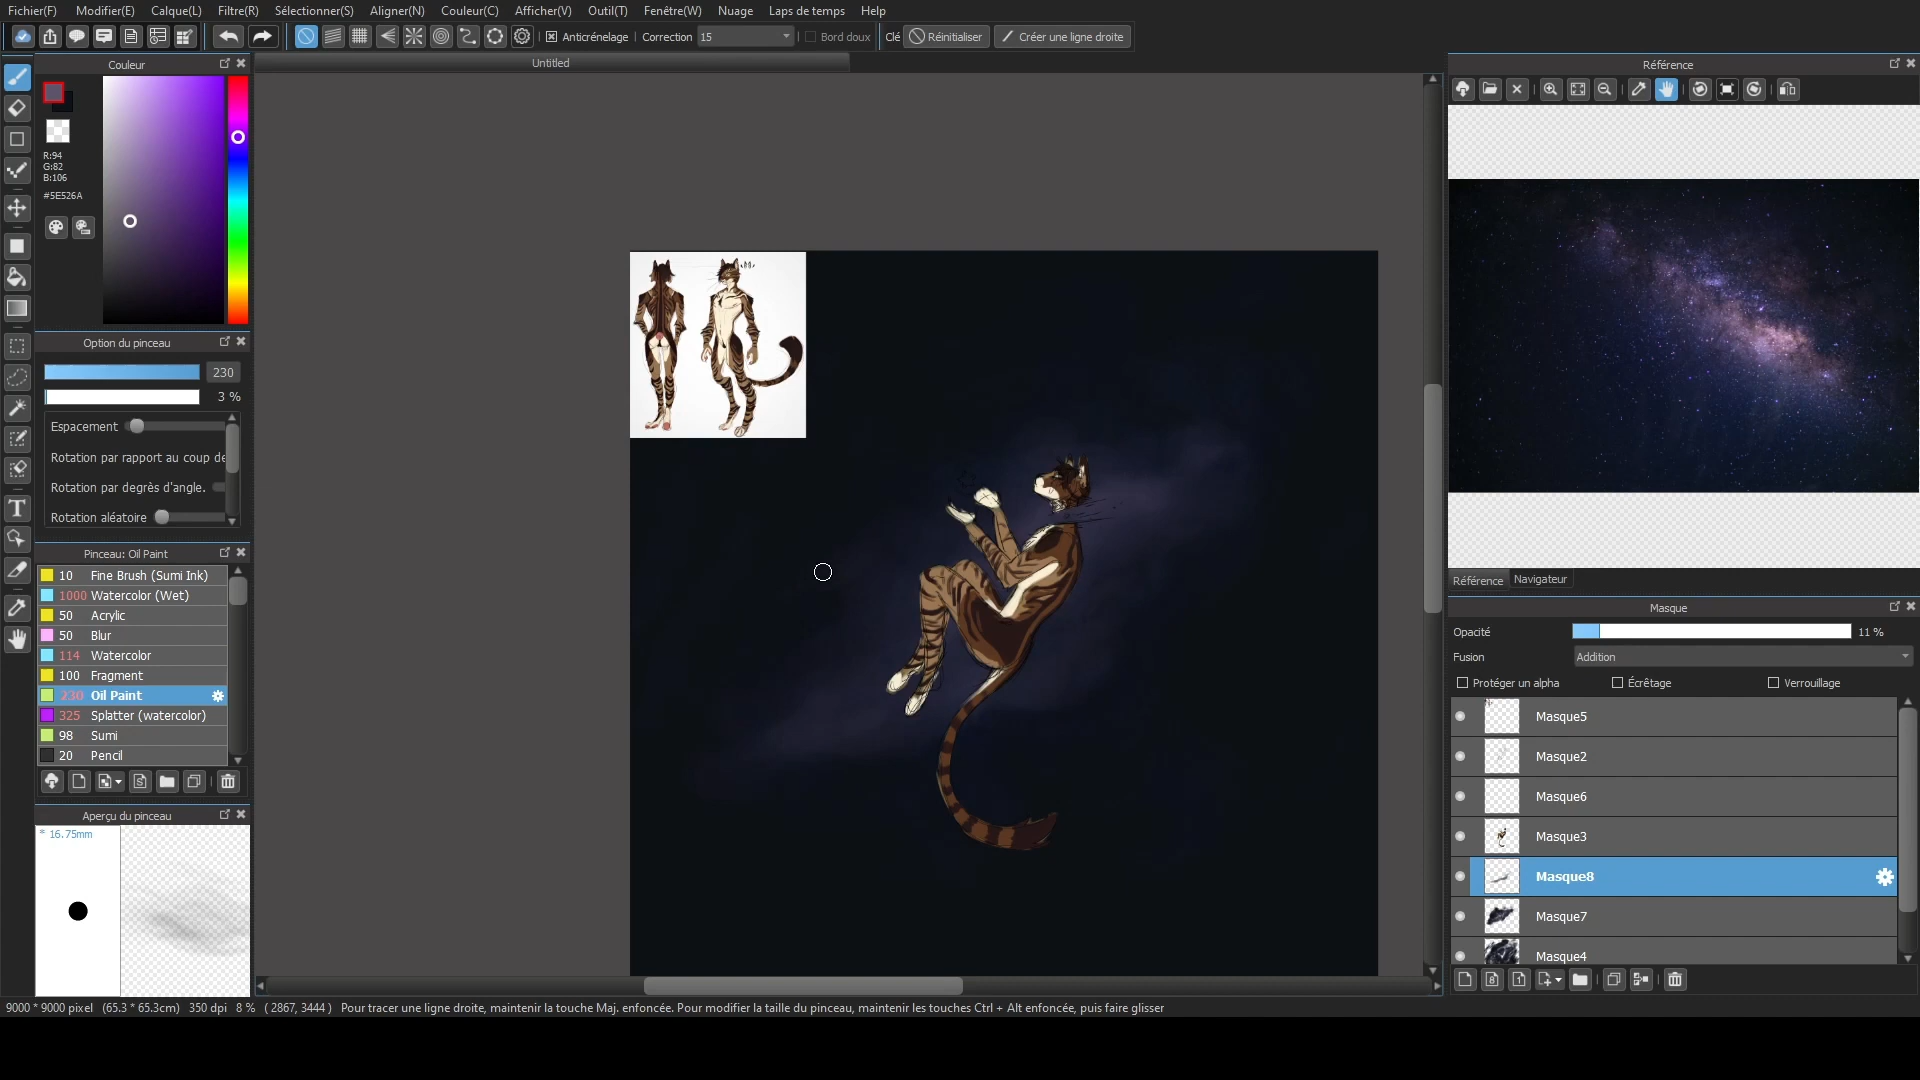 Fichier(F) Modifier(E) Calque(L) Filtre(R) Sélectionner(S) Aligner(N) Couleur(C) Afficher(V) Outil(T) Fenêtre(W) Nuage Laps de temps Help
Anticrénelage Correction 15 Bord doux Clé Réinitialiser Créer une ligne droite
Couleur
Untitled
Référence
R:94
G:82
B:106
#5E526A
Option du pinceau
230
3 %
Espacement
Rotation par rapport au coup de
Rotation par degrès d'angle.
Rotation aléatoire
Pinceau: Oil Paint
10 Fine Brush (Sumi Ink)
1000 Watercolor (Wet)
50 Acrylic
50 Blur
114 Watercolor
100 Fragment
230 Oil Paint
325 Splatter (watercolor)
98 Sumi
20 Pencil
Aperçu du pinceau
* 16.75mm
Référence Navigateur
Masque
Opacité 11 %
Fusion Addition
Protéger un alpha Écrêtage Verrouillage
Masque5
Masque2
Masque6
Masque3
Masque8
Masque7
Masque4
9000 * 9000 pixel (65.3 * 65.3cm) 350 dpi 8 % ( 2867, 3444 ) Pour tracer une ligne droite, maintenir la touche Maj. enfoncée. Pour modifier la taille du pinceau, maintenir les touches Ctrl + Alt enfoncée, puis faire glisser